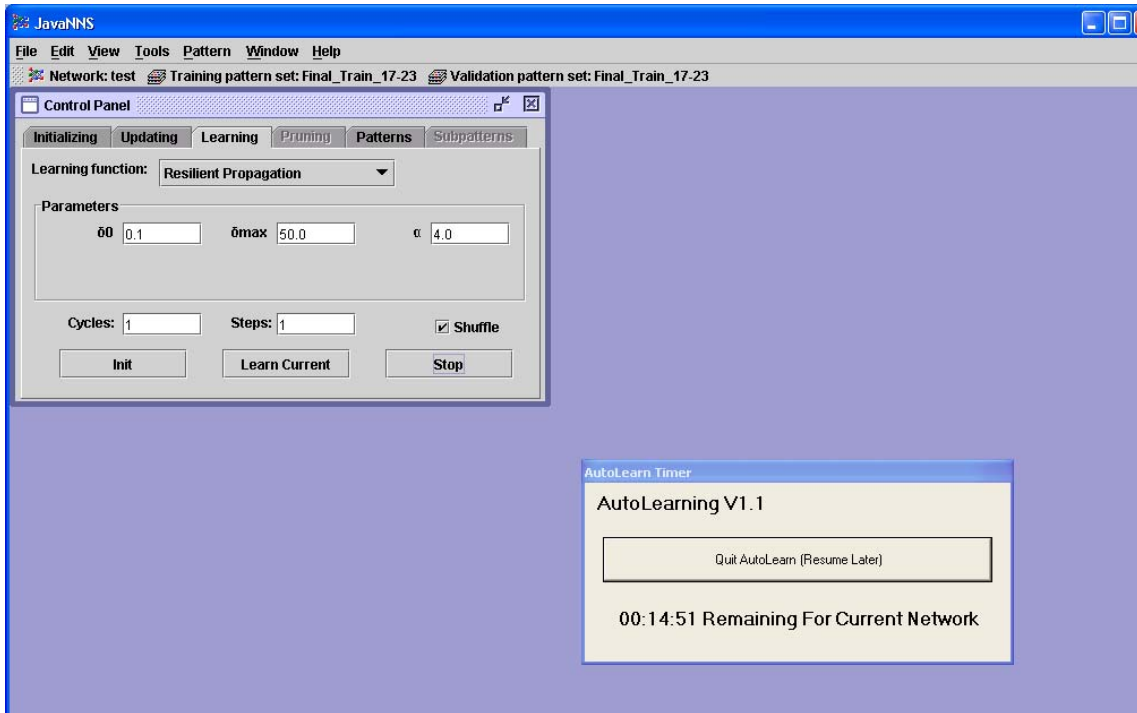 JavaNNS
File Edit View Tools Pattern Window Help
Network: test Training pattern set: Final_Train_17-23 Validation pattern set: Final_Train_17-23
Control Panel
Initializing Updating Learning Pruning Patterns Subpatterns
Learning function: Resilient Propagation
Parameters
δ0 0.1 δmax 50.0 α 4.0
Cycles: 1 Steps: 1 Shuffle
Init Learn Current Stop
AutoLearn Timer
AutoLearning V1.1
Quit AutoLearn (Resume Later)
00:14:51 Remaining For Current Network